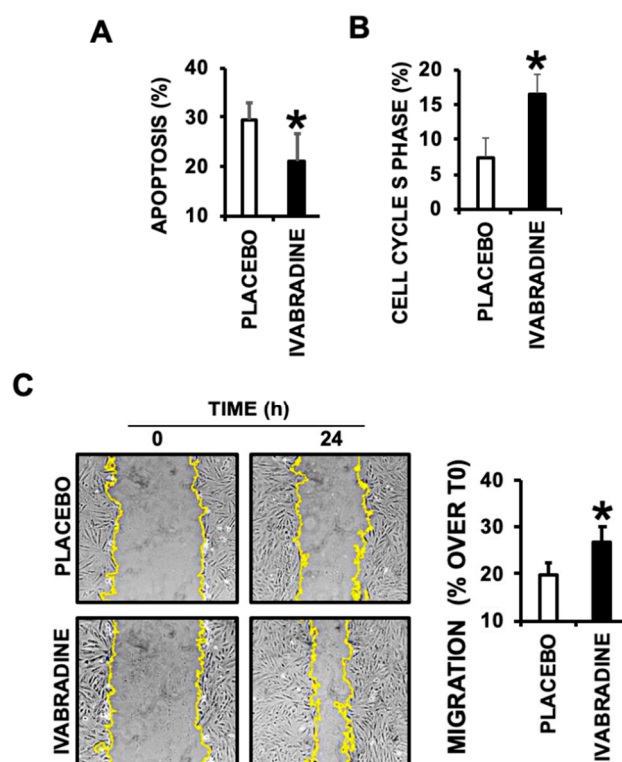 A
APOPTOSIS (%)
40
30
20
10
*
PLACEBO
IVABRADINE
B
CELL CYCLE S PHASE (%)
20
15
10
5
0
*
PLACEBO
IVABRADINE
C
TIME (h)
0 24
PLACEBO
IVABRADINE
MIGRATION (% OVER T0)
40
30
20
10
*
PLACEBO
IVABRADINE